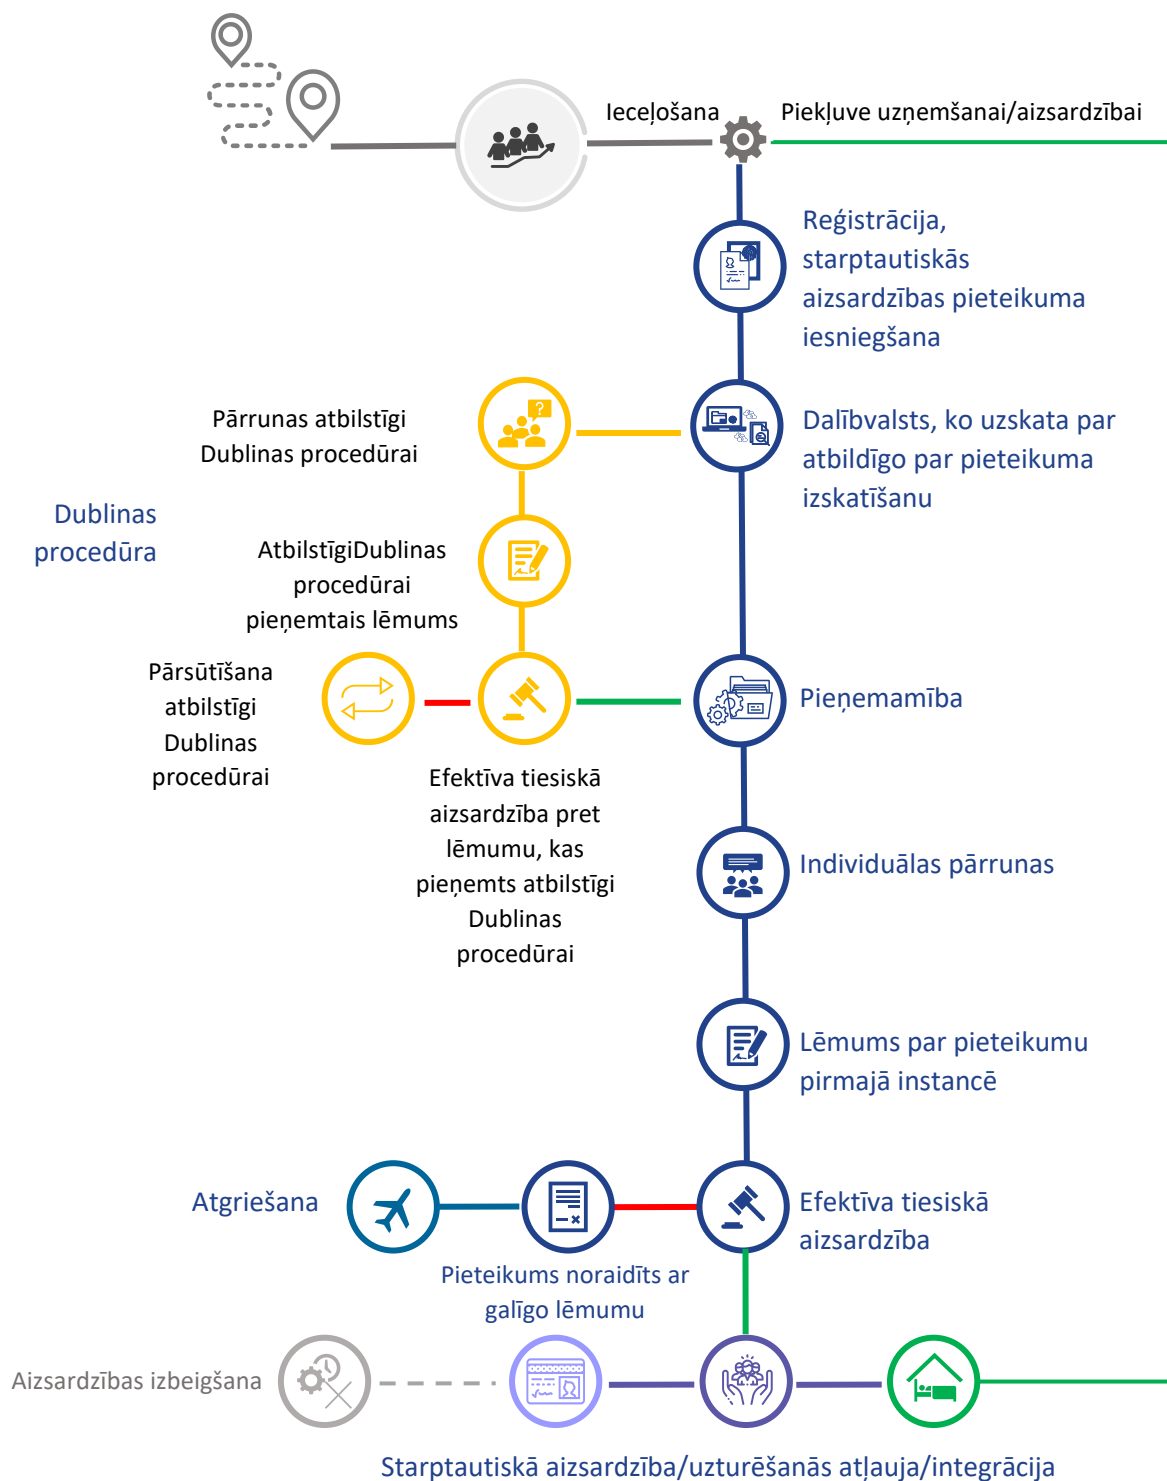 Ieceļošana
Piekļuve uzņemšanai/aizsardzībai
Reģistrācija,
starptautiskās
aizsardzības pieteikuma
iesniegšana
Pārrunas atbilstīgi
Dublinas procedūrai
Dalībvalsts, ko uzskata par
atbildīgo par pieteikuma
izskatīšanu
Dublinas
procedūra
AtbilstīgiDublinas
procedūrai
pieņemtais lēmums
Pārsūtīšana
atbilstīgi
Dublinas
procedūrai
Pieņemamība
Efektīva tiesiskā
aizsardzība pret
lēmumu, kas
pieņemts atbilstīgi
Dublinas
procedūrai
Individuālas pārrunas
Lēmums par pieteikumu
pirmajā instancē
Atgriešana
Efektīva tiesiskā
aizsardzība
Pieteikums noraidīts ar
galīgo lēmumu
Aizsardzības izbeigšana
Starptautiskā aizsardzība/uzturēšanās atļauja/integrācija